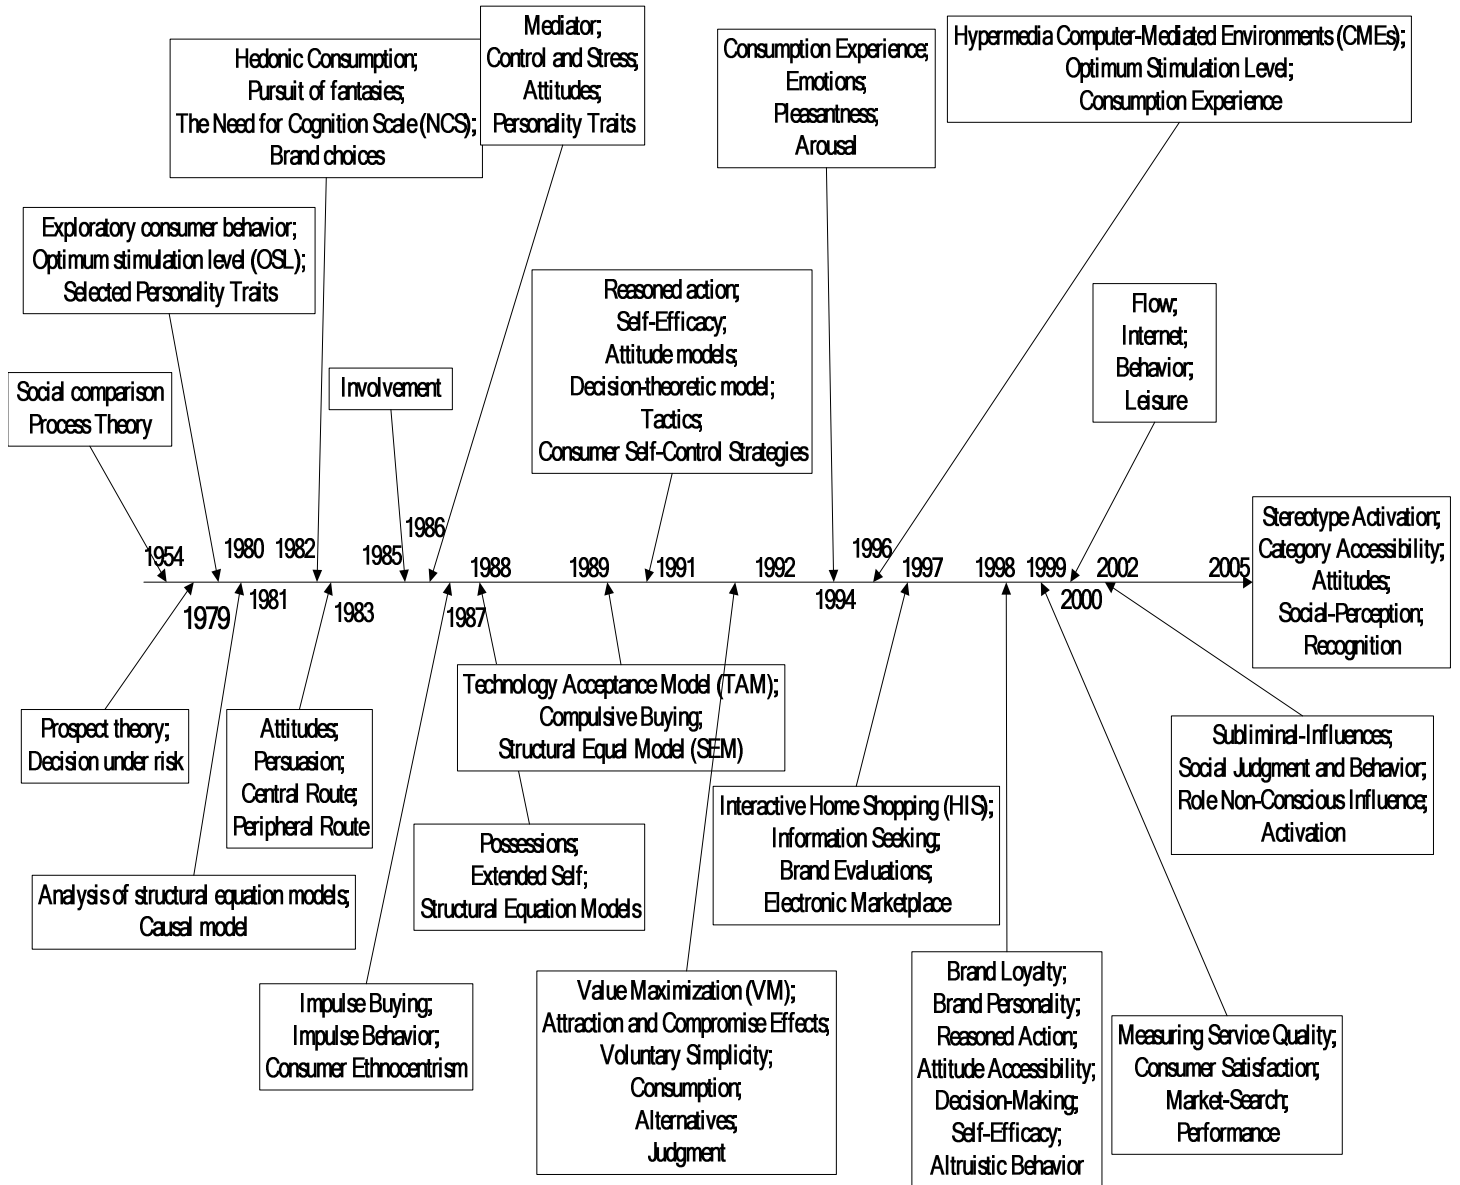 Mediator;
Control and Stress;
Attitudes;
Personality Traits
Hedonic Consumption;
Pursuit of fantasies;
The Need for Cognition Scale (NCS);
Brand choices
Consumption Experience;
Emotions;
Pleasantness;
Arousal
Hypermedia Computer-Mediated Environments (CMEs);
Optimum Stimulation Level;
Consumption Experience
Exploratory consumer behavior;
Optimum stimulation level (OSL);
Selected Personality Traits
Reasoned action;
Self-Efficacy;
Attitude models;
Decision-theoretic model;
Tactics;
Consumer Self-Control Strategies
Flow;
Internet;
Behavior;
Leisure
Social comparison
Process Theory
Involvement
Stereotype Activation;
Category Accessibility;
Attitudes;
Social-Perception;
Recognition
1954
1979
1980
1981
1982
1983
1985
1986
1987
1988
1989
1991
1992
1994
1996
1997
1998
1999
2000
2002
2005
Prospect theory;
Decision under risk
Attitudes;
Persuasion;
Central Route;
Peripheral Route
Technology Acceptance Model (TAM);
Compulsive Buying;
Structural Equal Model (SEM)
Subliminal-Influences;
Social Judgment and Behavior;
Role Non-Conscious Influence;
Activation
Interactive Home Shopping (HIS);
Information Seeking;
Brand Evaluations;
Electronic Marketplace
Possessions;
Extended Self;
Structural Equation Models
Analysis of structural equation models;
Causal model
Impulse Buying;
Impulse Behavior;
Consumer Ethnocentrism
Value Maximization (VM);
Attraction and Compromise Effects;
Voluntary Simplicity;
Consumption;
Alternatives;
Judgment
Brand Loyalty;
Brand Personality;
Reasoned Action;
Attitude Accessibility;
Decision-Making;
Self-Efficacy;
Altruistic Behavior
Measuring Service Quality;
Consumer Satisfaction;
Market-Search;
Performance